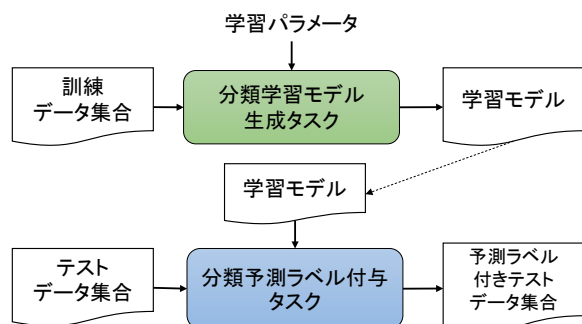 学習パラメータ
訓練
データ集合
分類学習モデル
生成タスク
学習モデル
学習モデル
テスト
データ集合
分類予測ラベル付与
タスク
予測ラベル
付きテスト
データ集合